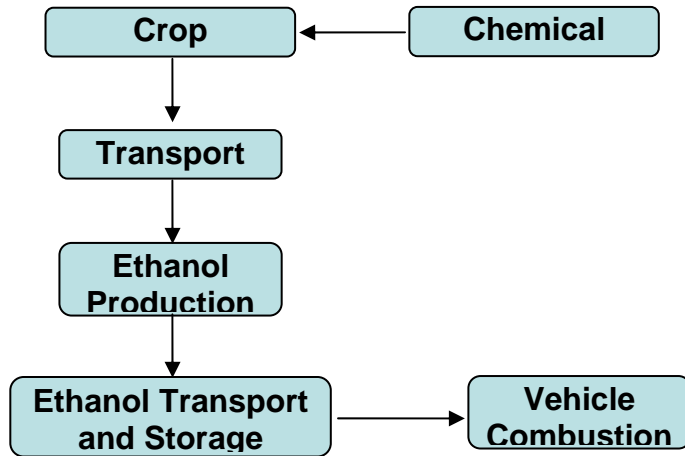 Crop
Chemical
Transport
Ethanol
Production
Ethanol Transport
and Storage
Vehicle
Combustion